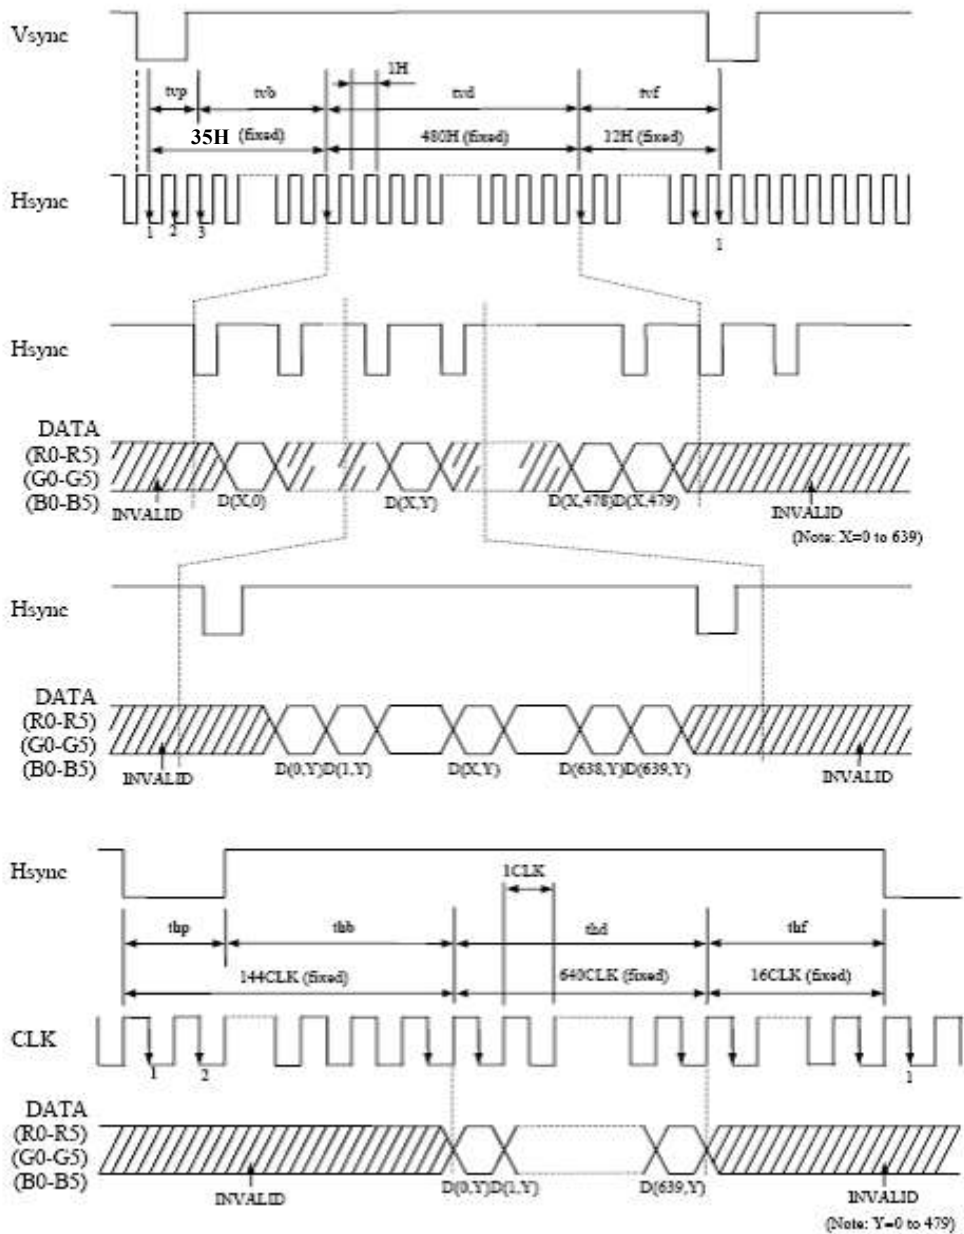 Vsync
1H
tvp tvb tvd tvf
35H (fixed) 480H (fixed) 12H (fixed)
Hsync
1 2 3 1
Hsync
DATA
(R0-R5)
(G0-G5)
(B0-B5)
INVALID D(X,0) D(X,Y) D(X,478)D(X,479) INVALID
(Note: X=0 to 639)
Hsync
DATA
(R0-R5)
(G0-G5)
(B0-B5)
INVALID D(0,Y)D(1,Y) D(X,Y) D(638,Y)D(639,Y) INVALID
Hsync
1CLK
thp thb thd thf
144CLK (fixed) 640CLK (fixed) 16CLK (fixed)
CLK
1 2 1
DATA
(R0-R5)
(G0-G5)
(B0-B5)
INVALID D(0,Y)D(1,Y) D(639,Y) INVALID
(Note: Y=0 to 479)